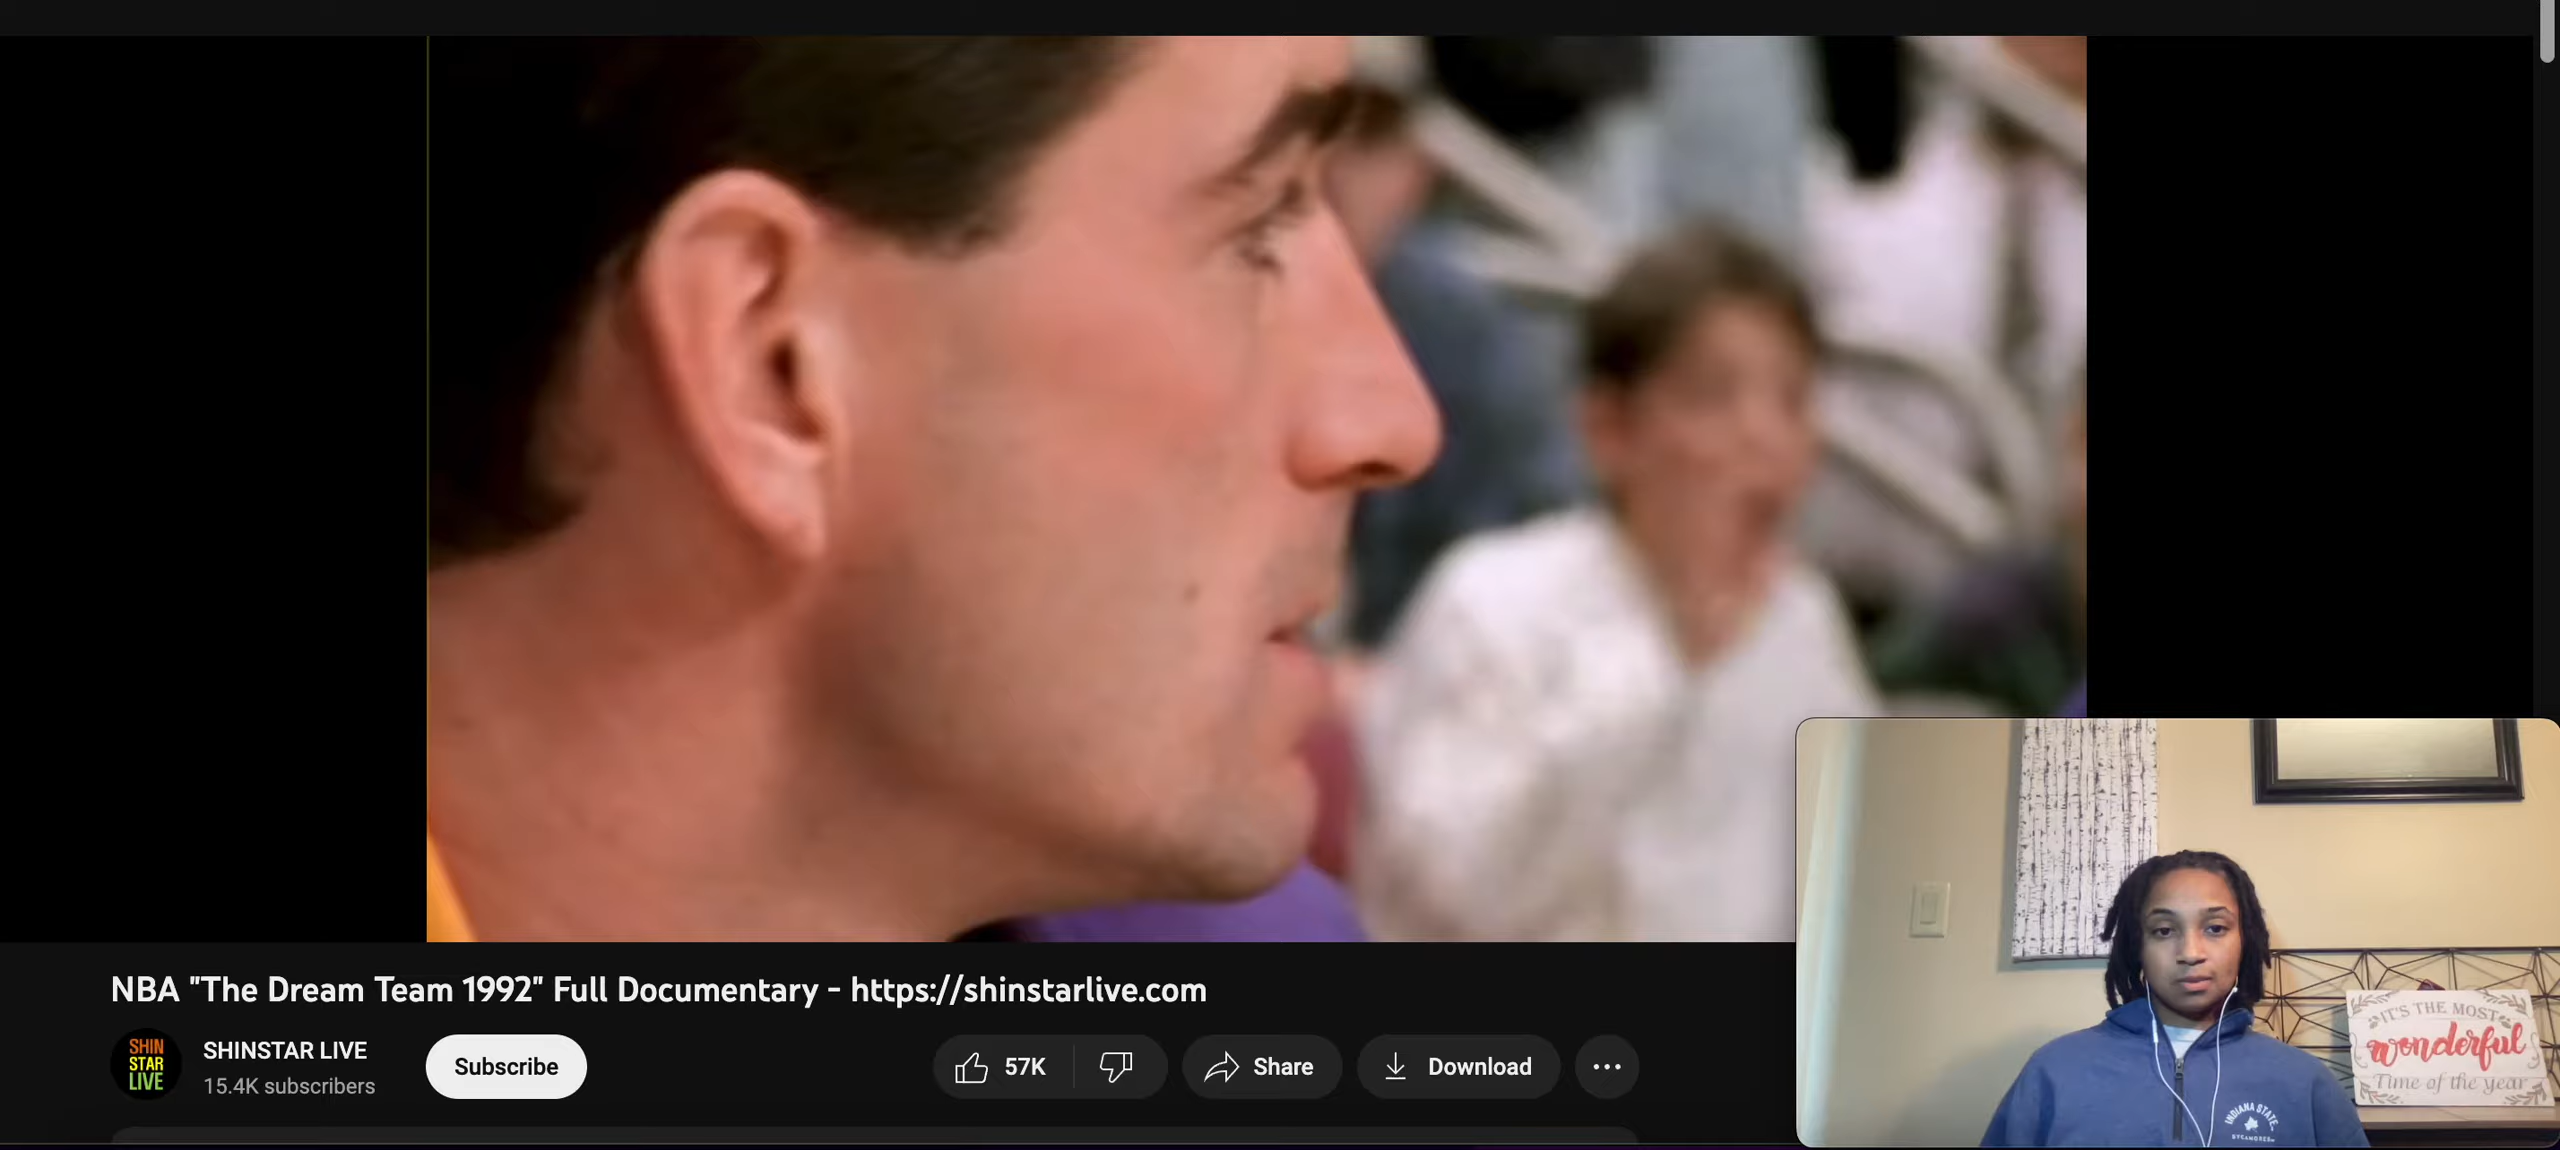 NBA "The Dream Team 1992" Full Documentary - https://shinstarlive.com
SHIN
STAR
LIVE
SHINSTAR LIVE
15.4K subscribers
Subscribe
57K
Share
Download
IT'S THE MOST
wonderful
Time of the year
INDIANA STATE
SYCAMORES